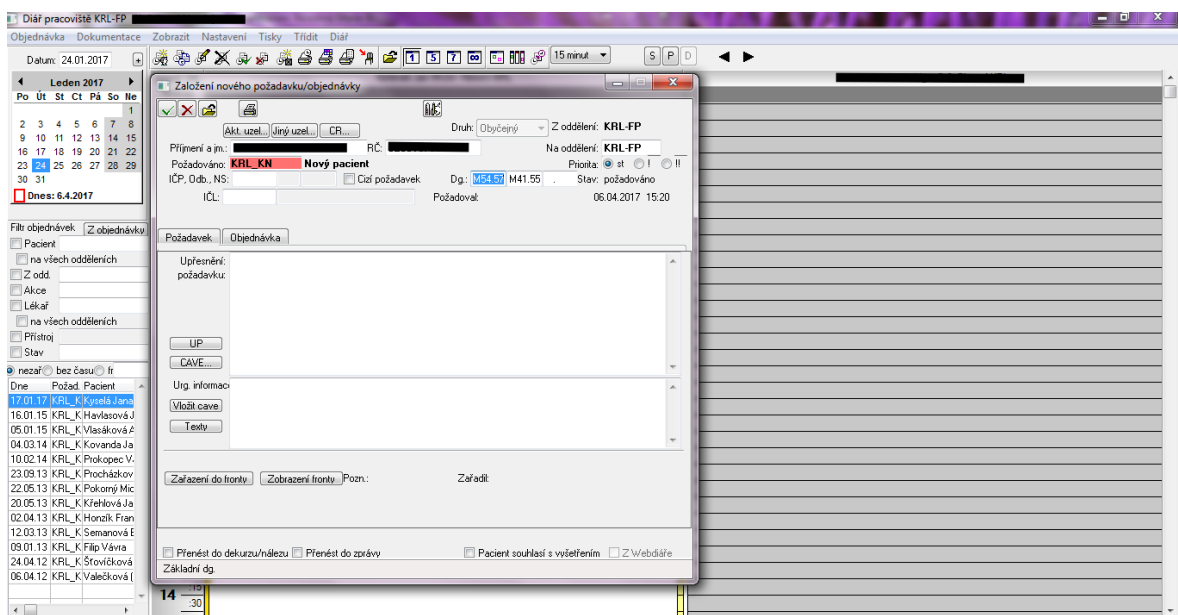 Diář pracoviště KRL-FP
Objednávka Dokumentace Zobrazit Nastavení Tisky Třídit Diář
Datum: 24.01.2017 +
1 5 7 ∞ 15 minut S P D
Leden 2017
Po Út St Čt Pá So Ne
1
2 3 4 5 6 7 8
9 10 11 12 13 14 15
16 17 18 19 20 21 22
23 24 25 26 27 28 29
30 31
Dnes: 6.4.2017
Filtr objednávek Z objednávky
Pacient
na všech odděleních
Z odd.
Akce
Lékař
na všech odděleních
Přístroj
Stav
nezař bez času fr
Dne Požad. Pacient
17.01.17 KRL_K Kyselá Jana
16.01.15 KRL_K Havlasová J
05.01.15 KRL_K Vlasáková A
04.03.14 KRL_K Kovanda Ja
10.02.14 KRL_K Prokopec V.
23.09.13 KRL_K Procházkov
22.05.13 KRL_K Pokorný Mic
20.05.13 KRL_K Křehlová Ja
02.04.13 KRL_K Honzík Fran
12.03.13 KRL_K Semanová E
09.01.13 KRL_K Filip Vávra
24.04.12 KRL_K Šťovíčková
06.04.12 KRL_K Valečková (
Založení nového požadavku/objednávky
Akt. uzel... Jiný uzel... CR... Druh: Obyčejný Z oddělení: KRL-FP
Příjmení a jm.: RČ: Na oddělení: KRL-FP
Požadováno: KRL_KN Nový pacient Priorita: st ! !!
IČP, Odb., NS: Cizí požadavek Dg.: M54.57 M41.55 . Stav: požadováno
IČL: Požadoval: 06.04.2017 15:20
Požadavek Objednávka
Upřesnění:
požadavku:
UP
CAVE...
Urg. informac
Vložit cave
Texty
Zařazení do fronty Zobrazení fronty Pozn.: Zařadil:
Přenést do dekurzu/nálezu Přenést do zprávy Pacient souhlasí s vyšetřením Z Webdiáře
Základní dg.
14 :15
:30